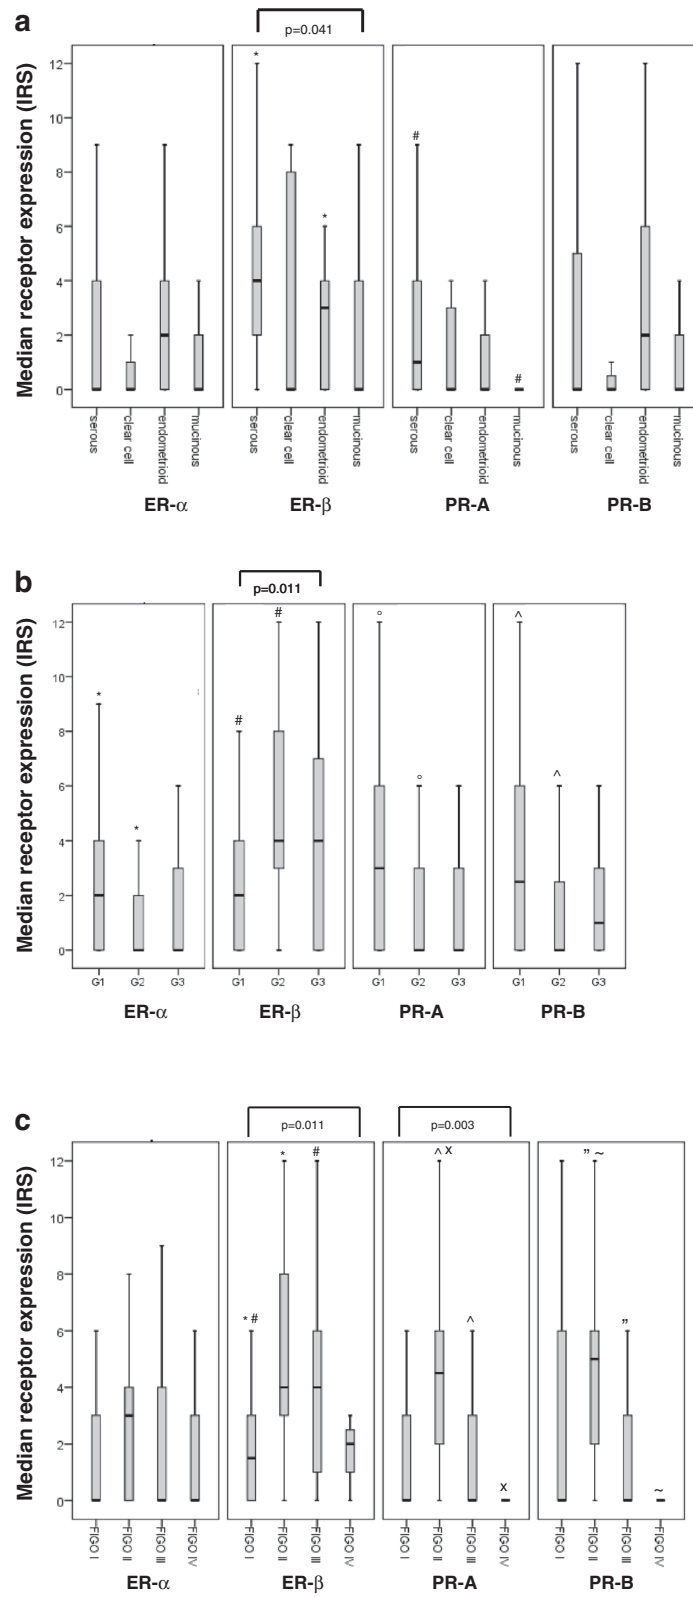 a
p=0.041
Median receptor expression (IRS)
12
10
8
6
4
2
0
* * # #
serous clear cell endometrioid mucinous serous clear cell endometrioid mucinous serous clear cell endometrioid mucinous serous clear cell endometrioid mucinous
ER-α ER-β PR-A PR-B
b
p=0.011
Median receptor expression (IRS)
12
10
8
6
4
2
0
* * # # ° ° ^ ^
G1 G2 G3 G1 G2 G3 G1 G2 G3 G1 G2 G3
ER-α ER-β PR-A PR-B
c
p=0.011 p=0.003
Median receptor expression (IRS)
12
10
8
6
4
2
0
* # * # ^ x ^ x ” ~ ” ~
FIGO I FIGO II FIGO III FIGO IV FIGO I FIGO II FIGO III FIGO IV FIGO I FIGO II FIGO III FIGO IV FIGO I FIGO II FIGO III FIGO IV
ER-α ER-β PR-A PR-B